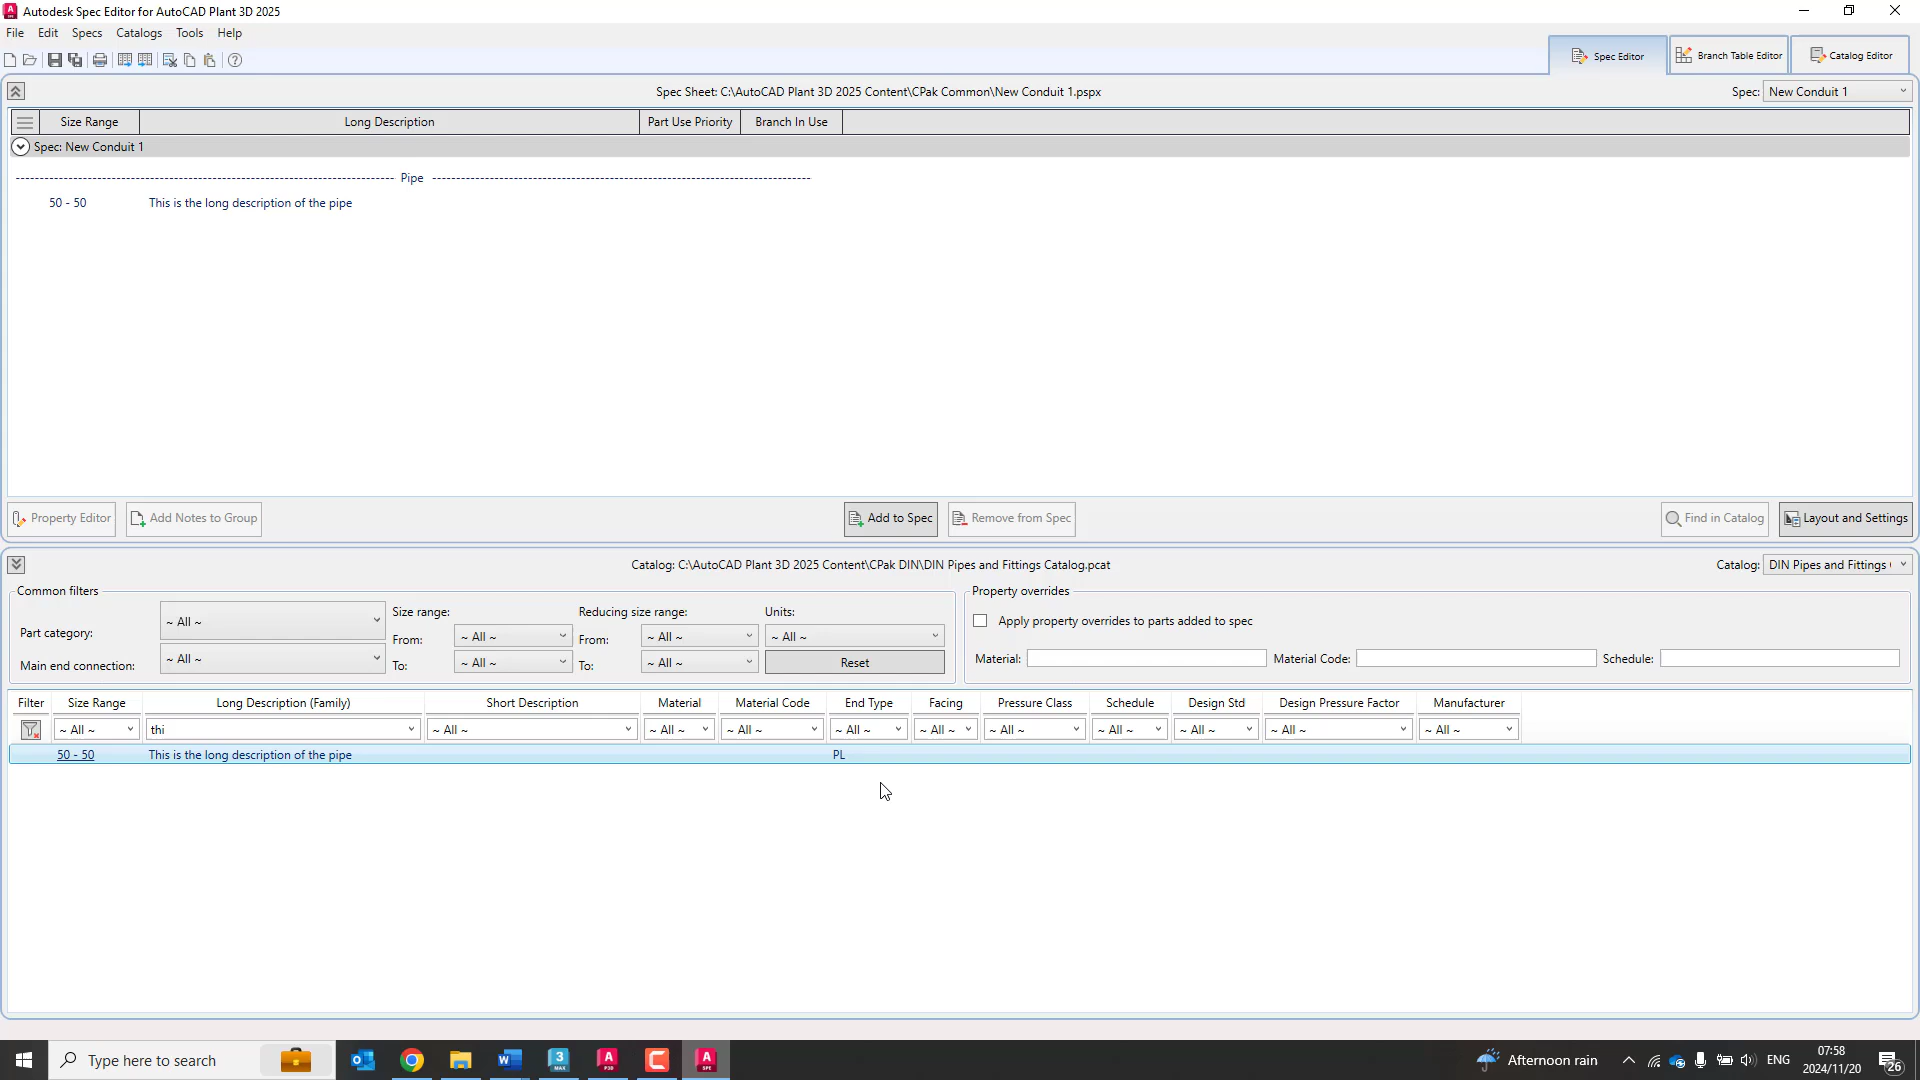 Autodesk Spec Editor for AutoCAD Plant 3D 2025
File Edit Specs Catalogs Tools Help
Spec Editor Branch Table Editor Catalog Editor
Spec Sheet: C:\AutoCAD Plant 3D 2025 Content\CPak Common\New Conduit 1.pspx Spec: New Conduit 1
Size Range Long Description Part Use Priority Branch In Use
Spec: New Conduit 1
Pipe
50 - 50 This is the long description of the pipe
Property Editor Add Notes to Group Add to Spec Remove from Spec Find in Catalog Layout and Settings
Catalog: C:\AutoCAD Plant 3D 2025 Content\CPak DIN\DIN Pipes and Fittings Catalog.pcat Catalog: DIN Pipes and Fittings
Common filters Property overrides
Size range: Reducing size range: Units:
Part category: ~ All ~ From: ~ All ~ From: ~ All ~ ~ All ~ Apply property overrides to parts added to spec
Main end connection: ~ All ~ To: ~ All ~ To: ~ All ~ Reset Material: Material Code: Schedule:
Filter Size Range Long Description (Family) Short Description Material Material Code End Type Facing Pressure Class Schedule Design Std Design Pressure Factor Manufacturer
~ All ~ thi ~ All ~ ~ All ~ ~ All ~ ~ All ~ ~ All ~ ~ All ~ ~ All ~ ~ All ~ ~ All ~ ~ All ~
50 - 50 This is the long description of the pipe PL
Type here to search Afternoon rain ENG 07:58
2024/11/20 26